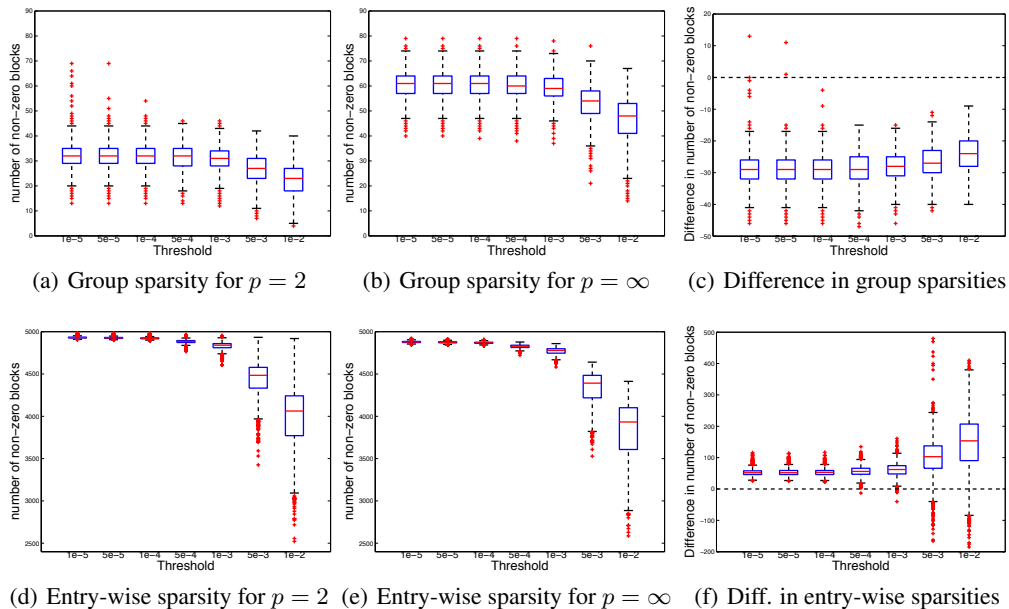 90
80
70
60
50
40
30
20
10
0
number of non-zero blocks
1e−5 5e−5 1e−4 5e−4 1e−3 5e−3 1e−2
Threshold
(a) Group sparsity for p = 2
90
80
70
60
50
40
30
20
10
0
number of non−zero blocks
1e−5 5e−5 1e−4 5e−4 1e−3 5e−3 1e−2
Threshold
(b) Group sparsity for p = ∞
20
10
0
−10
−20
−30
−40
−50
Difference in number of non−zero blocks
1e−5 5e−5 1e−4 5e−4 1e−3 5e−3 1e−2
Threshold
(c) Difference in group sparsities
5000
4500
4000
3500
3000
2500
number of non−zero blocks
1e−5 5e−5 1e−4 5e−4 1e−3 5e−3 1e−2
Threshold
(d) Entry-wise sparsity for p = 2
5000
4500
4000
3500
3000
2500
number of non−zero blocks
1e−5 5e−5 1e−4 5e−4 1e−3 5e−3 1e−2
Threshold
(e) Entry-wise sparsity for p = ∞
500
400
300
200
100
0
−100
−200
Difference in number of non−zero blocks
1e−5 5e−5 1e−4 5e−4 1e−3 5e−3 1e−2
Threshold
(f) Diff. in entry-wise sparsities